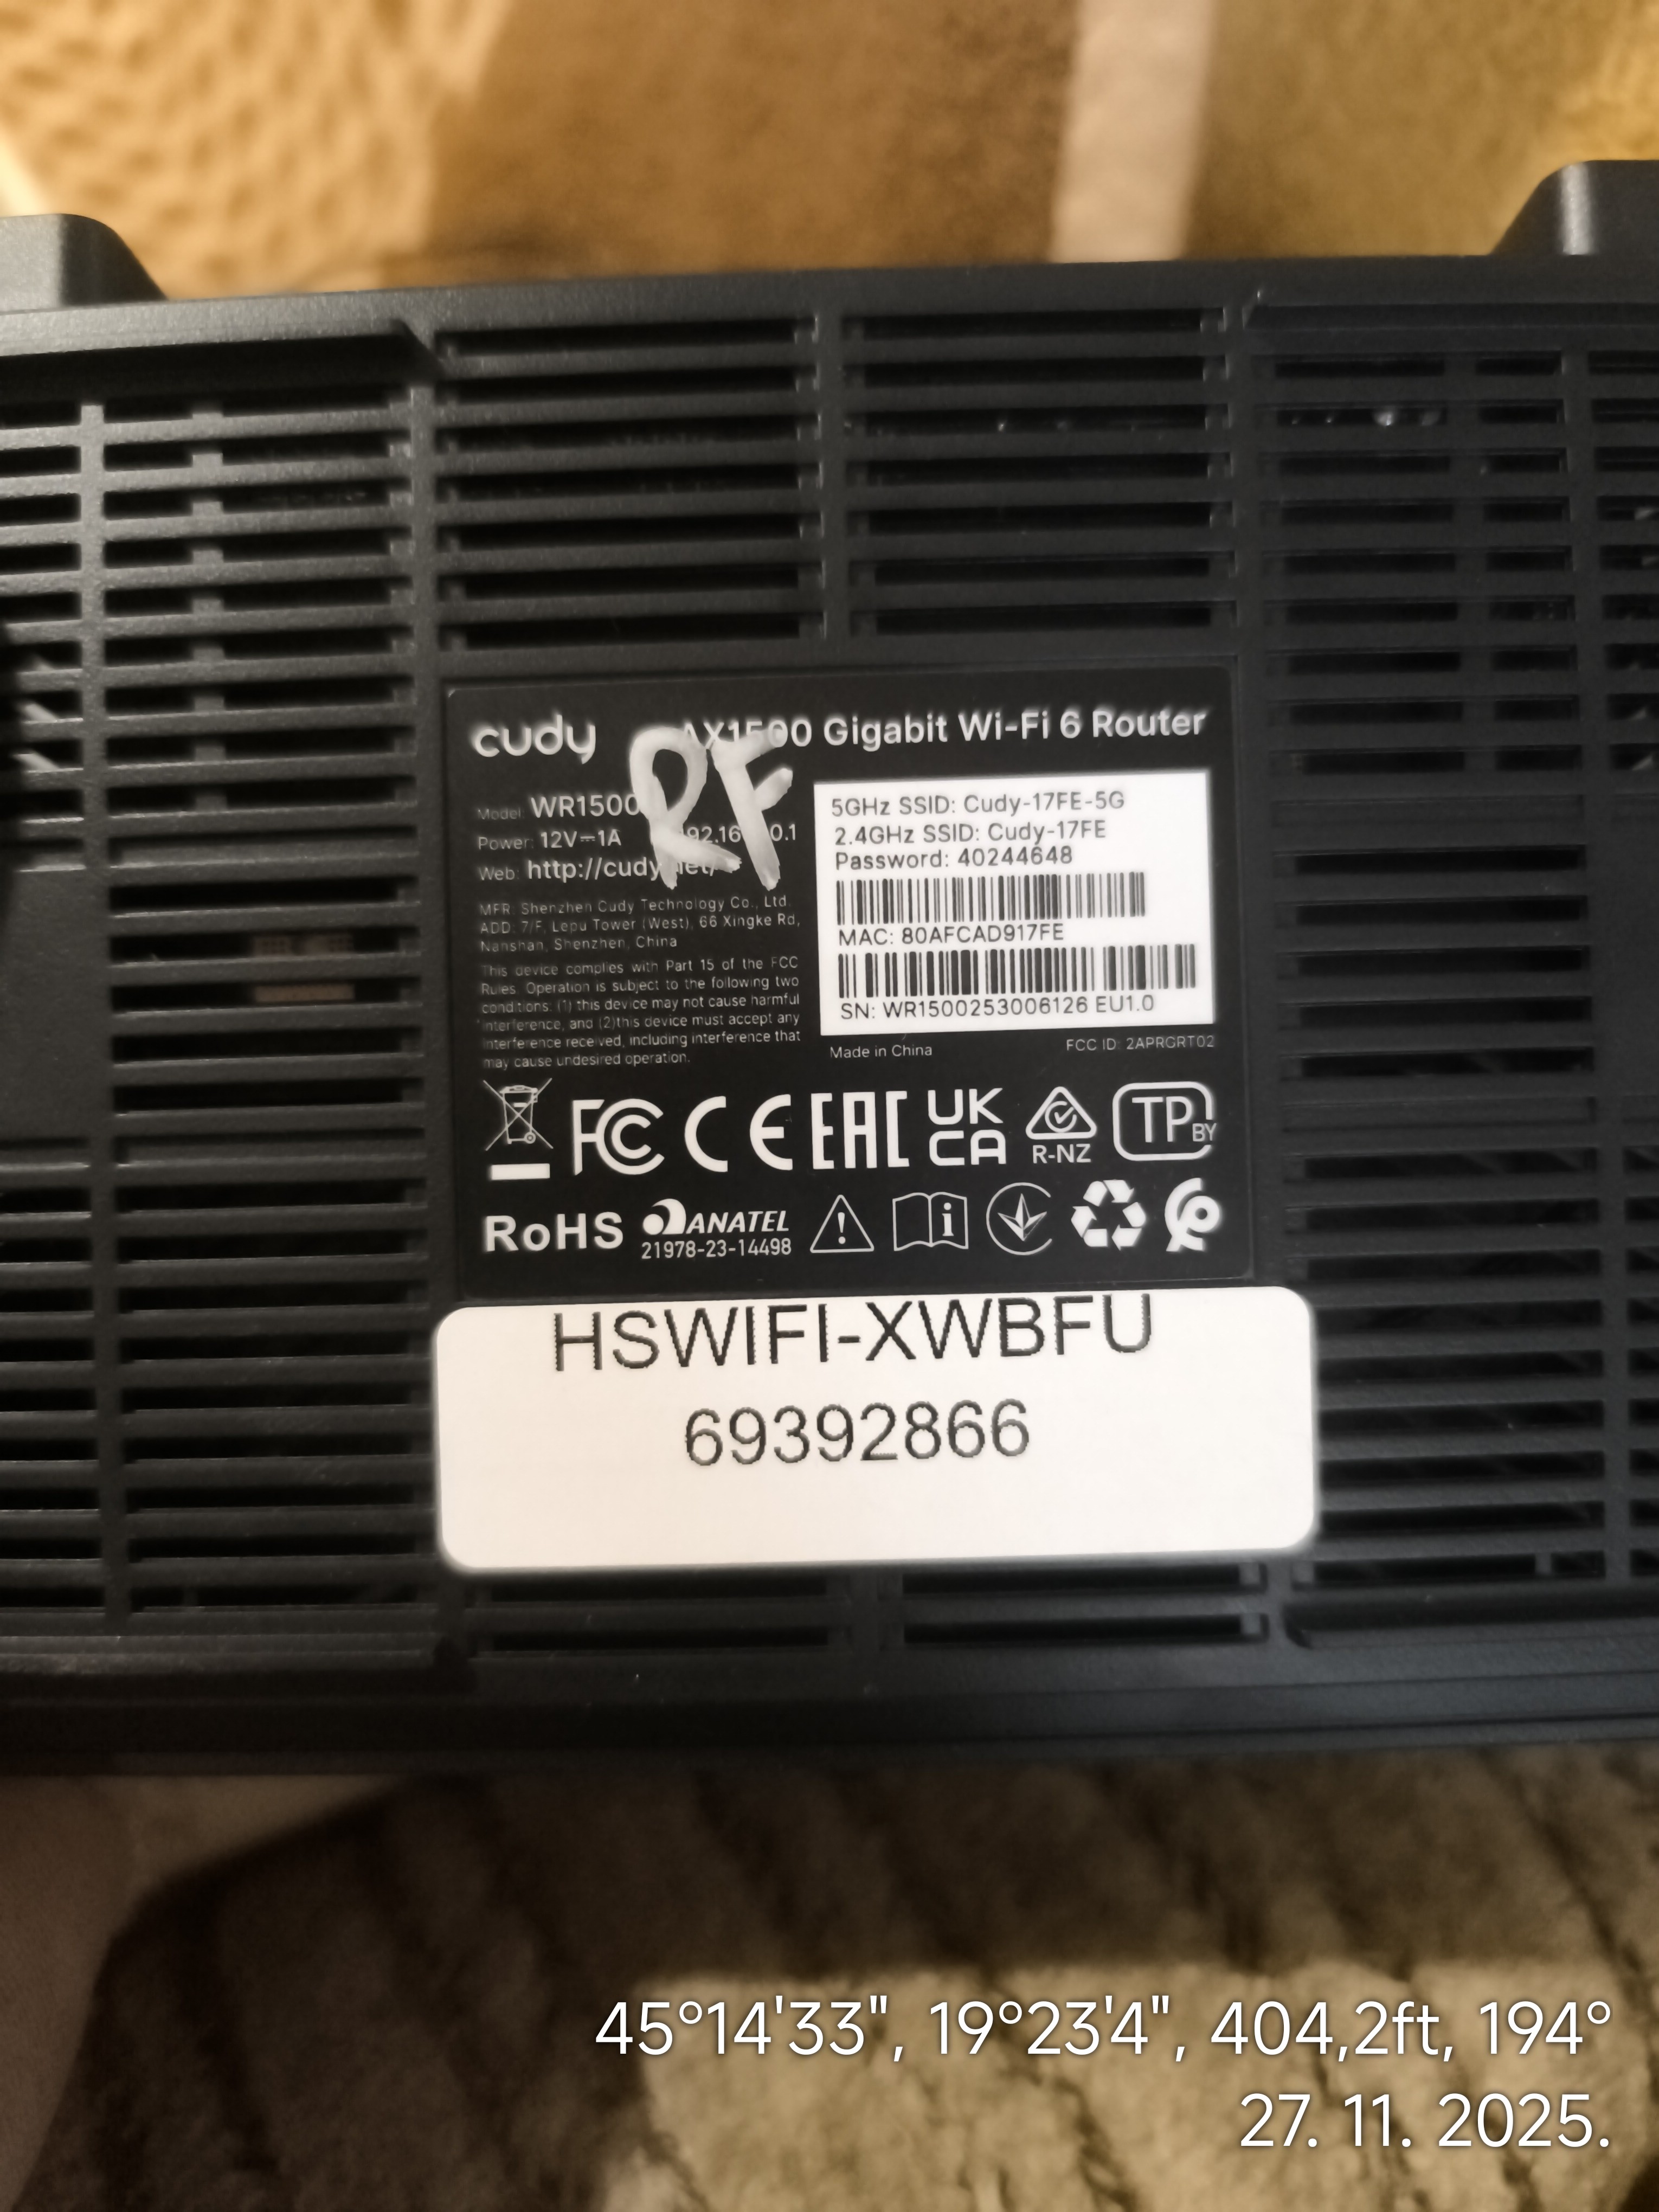 cudy AX1500 Gigabit Wi-Fi 6 Router
RF
Model: WR1500
Power: 12V⎓1A
Web: http://cudy.net/
MFR: Shenzhen Cudy Technology Co., Ltd.
ADD: 7/F, Lepu Tower (West), 66 Xingke Rd,
Nanshan, Shenzhen, China
This device complies with Part 15 of the FCC
Rules. Operation is subject to the following two
conditions: (1) this device may not cause harmful
interference, and (2)this device must accept any
interference received, including interference that
may cause undesired operation.
5GHz SSID: Cudy-17FE-5G
2.4GHz SSID: Cudy-17FE
Password: 40244648
MAC: 80AFCAD917FE
SN: WR1500253006126 EU1.0
Made in China FCC ID: 2APRGRT02
FC CE EAC UK CA R-NZ TP BY
RoHS ANATEL
21978-23-14498
HSWIFI-XWBFU
69392866
45°14'33", 19°23'4", 404,2ft, 194°
27. 11. 2025.